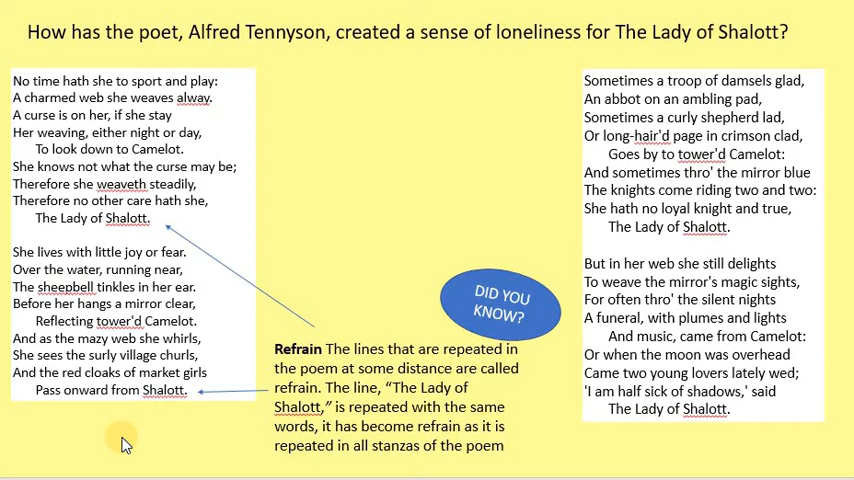 How has the poet, Alfred Tennyson, created a sense of loneliness for The Lady of Shalott?
No time hath she to sport and play:
A charmed web she weaves alway.
A curse is on her, if she stay
Her weaving, either night or day,
To look down to Camelot.
She knows not what the curse may be;
Therefore she weaveth steadily,
Therefore no other care hath she,
The Lady of Shalott.
She lives with little joy or fear.
Over the water, running near,
The sheepbell tinkles in her ear.
Before her hangs a mirror clear,
Reflecting tower'd Camelot.
And as the mazy web she whirls,
She sees the surly village churls,
And the red cloaks of market girls
Pass onward from Shalott.
DID YOU
KNOW?
Refrain The lines that are repeated in
the poem at some distance are called
refrain. The line, “The Lady of
Shalott,” is repeated with the same
words, it has become refrain as it is
repeated in all stanzas of the poem
Sometimes a troop of damsels glad,
An abbot on an ambling pad,
Sometimes a curly shepherd lad,
Or long-hair'd page in crimson clad,
Goes by to tower'd Camelot:
And sometimes thro' the mirror blue
The knights come riding two and two:
She hath no loyal knight and true,
The Lady of Shalott.
But in her web she still delights
To weave the mirror's magic sights,
For often thro' the silent nights
A funeral, with plumes and lights
And music, came from Camelot:
Or when the moon was overhead
Came two young lovers lately wed;
'I am half sick of shadows,' said
The Lady of Shalott.